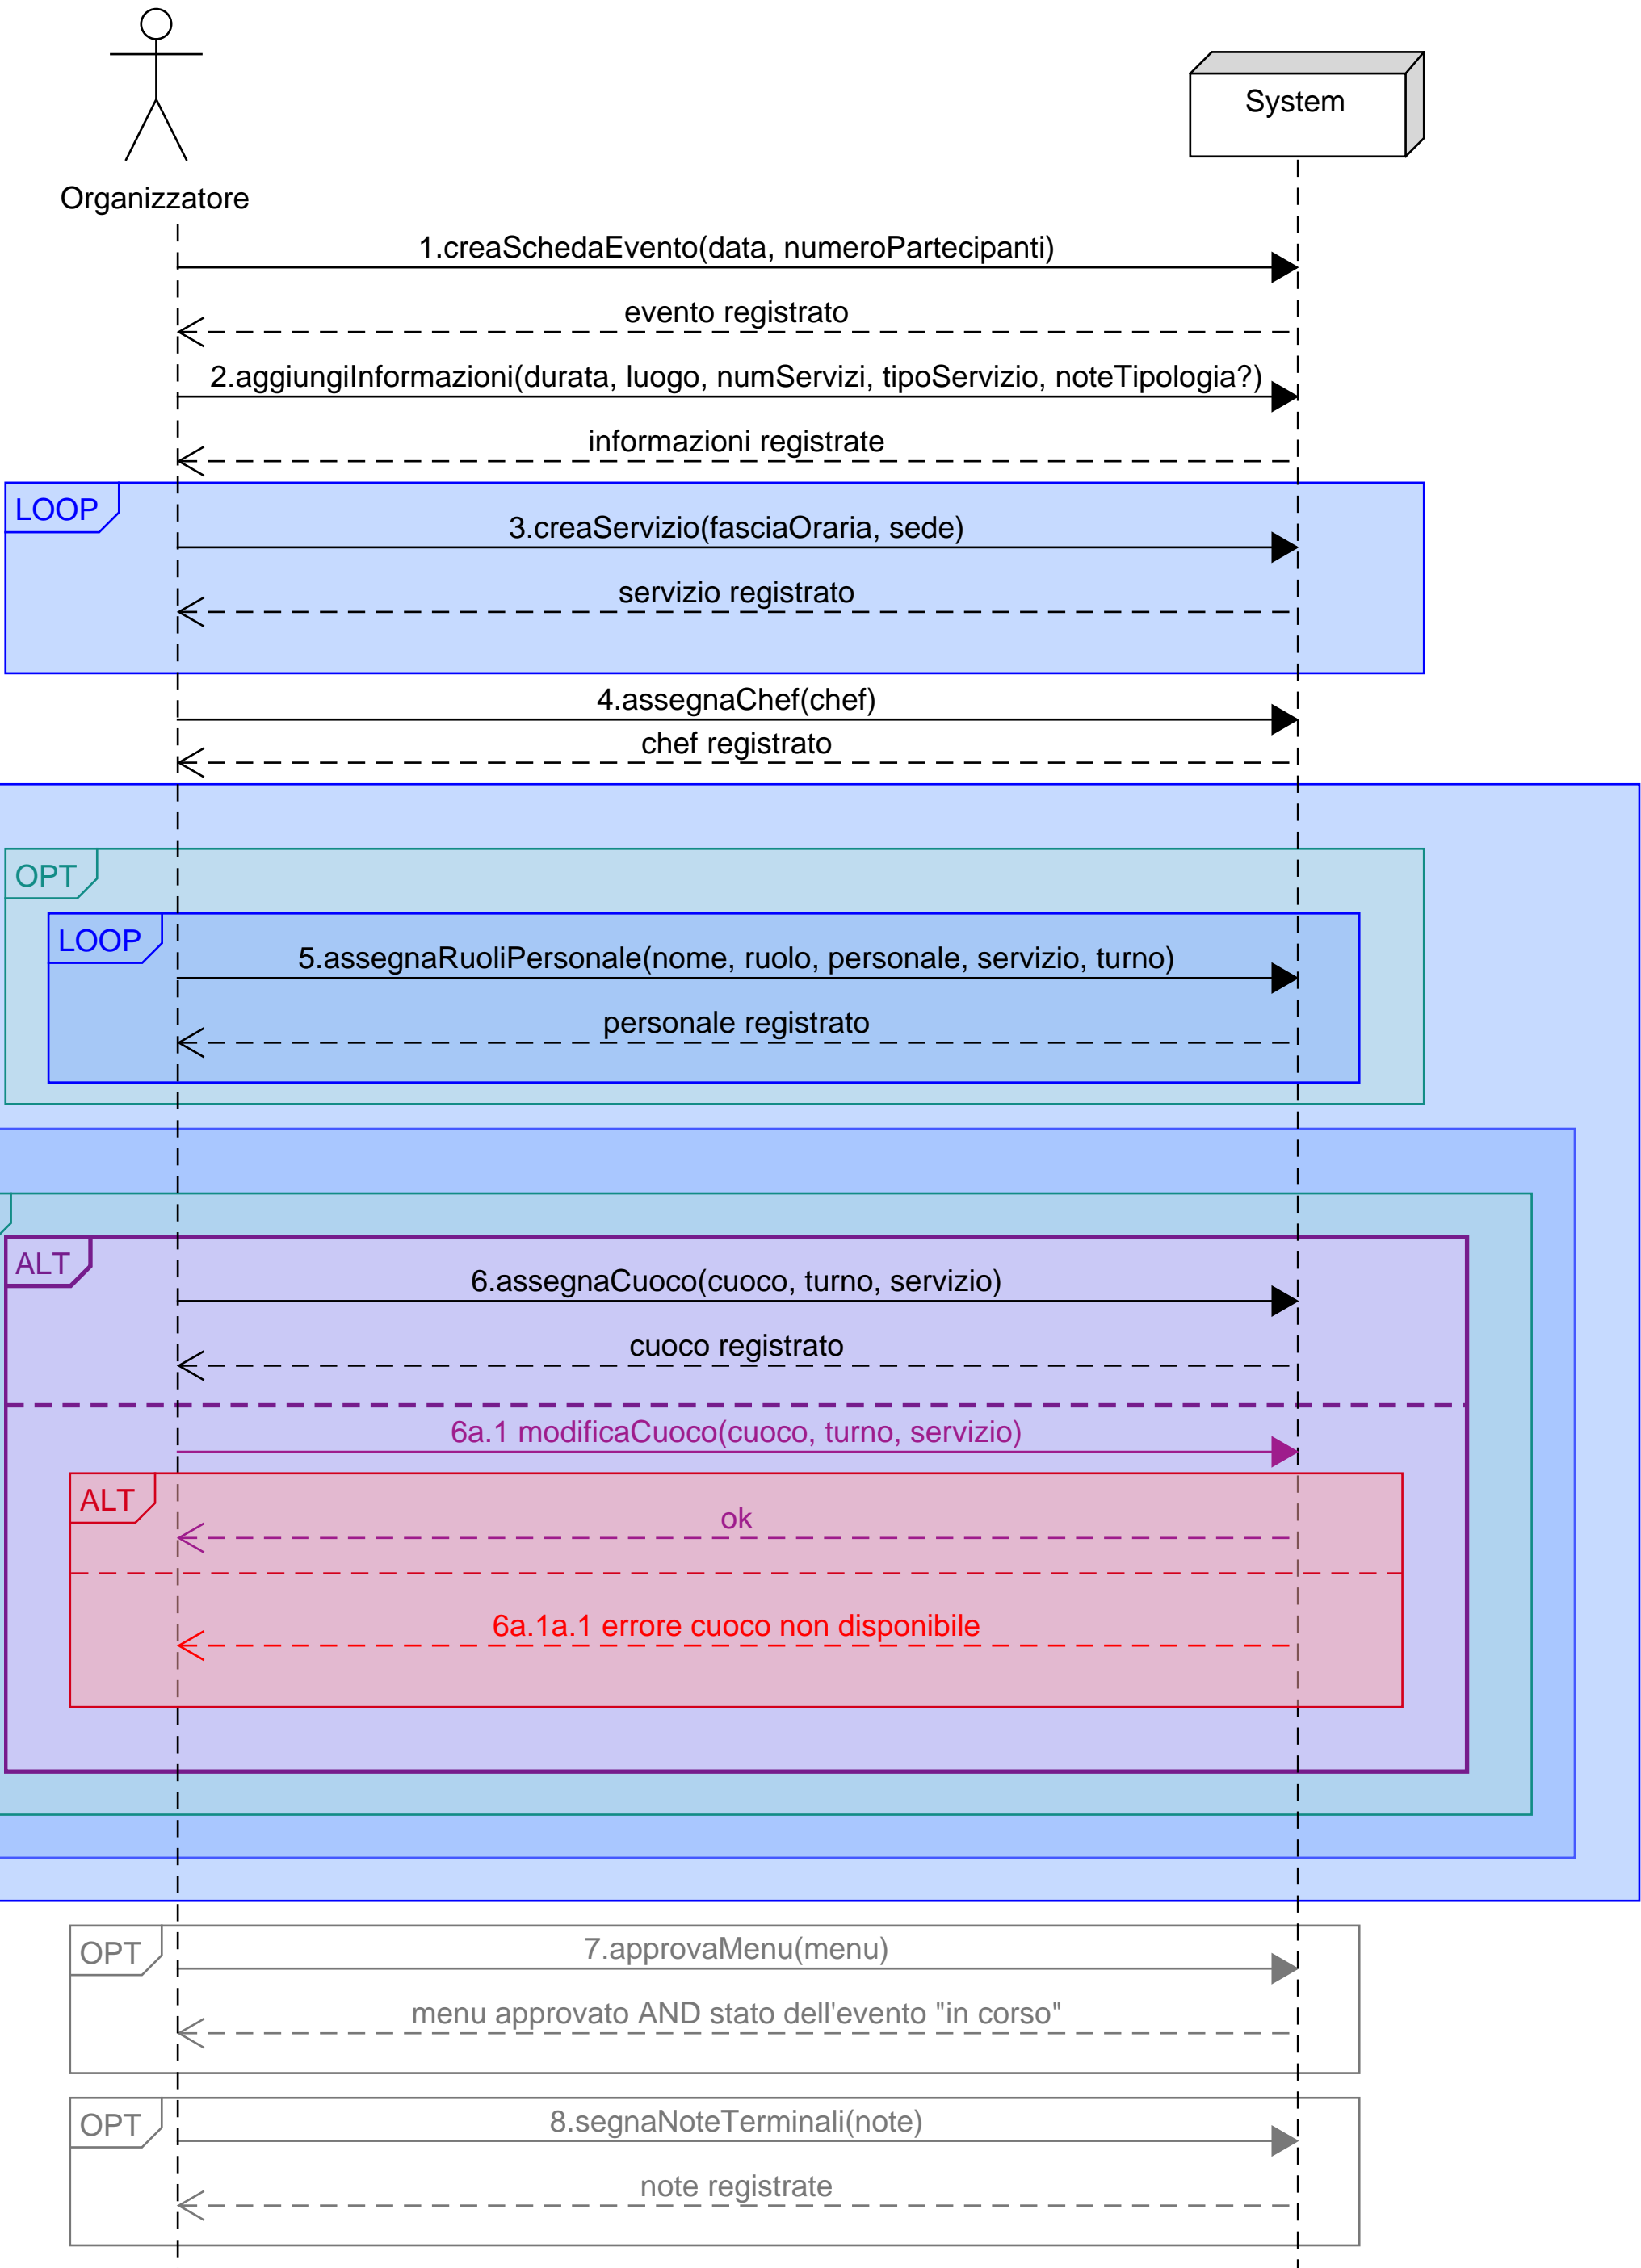 System
Organizzatore
1.creaSchedaEvento(data, numeroPartecipanti)
evento registrato
2.aggiungiInformazioni(durata, luogo, numServizi, tipoServizio, noteTipologia?)
informazioni registrate
LOOP
3.creaServizio(fasciaOraria, sede)
servizio registrato
4.assegnaChef(chef)
chef registrato
OPT
LOOP
5.assegnaRuoliPersonale(nome, ruolo, personale, servizio, turno)
personale registrato
ALT
6.assegnaCuoco(cuoco, turno, servizio)
cuoco registrato
6a.1 modificaCuoco(cuoco, turno, servizio)
ALT
ok
6a.1a.1 errore cuoco non disponibile
OPT
7.approvaMenu(menu)
menu approvato AND stato dell'evento "in corso"
OPT
8.segnaNoteTerminali(note)
note registrate